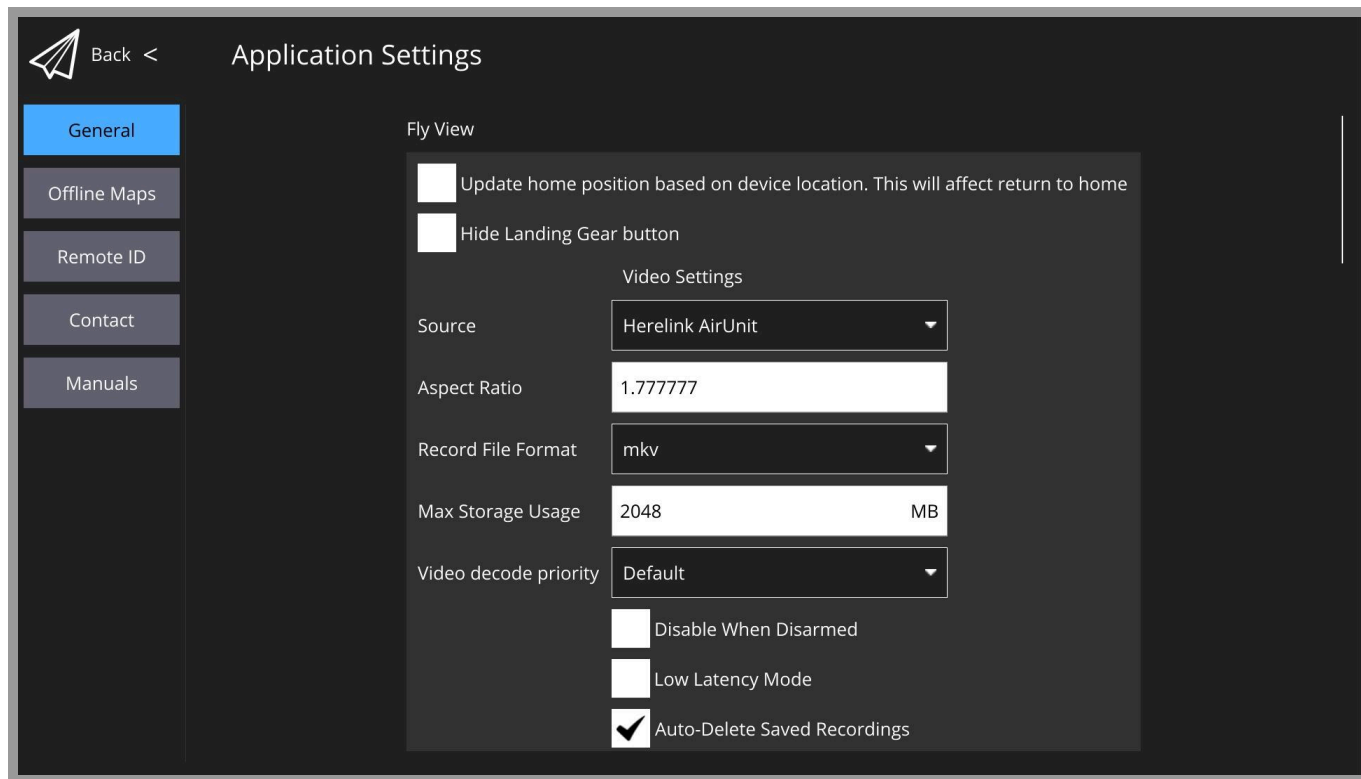 Back < Application Settings
General
Offline Maps
Remote ID
Contact
Manuals
Fly View
Update home position based on device location. This will affect return to home
Hide Landing Gear button
Video Settings
Source Herelink AirUnit
Aspect Ratio 1.777777
Record File Format mkv
Max Storage Usage 2048 MB
Video decode priority Default
Disable When Disarmed
Low Latency Mode
Auto-Delete Saved Recordings